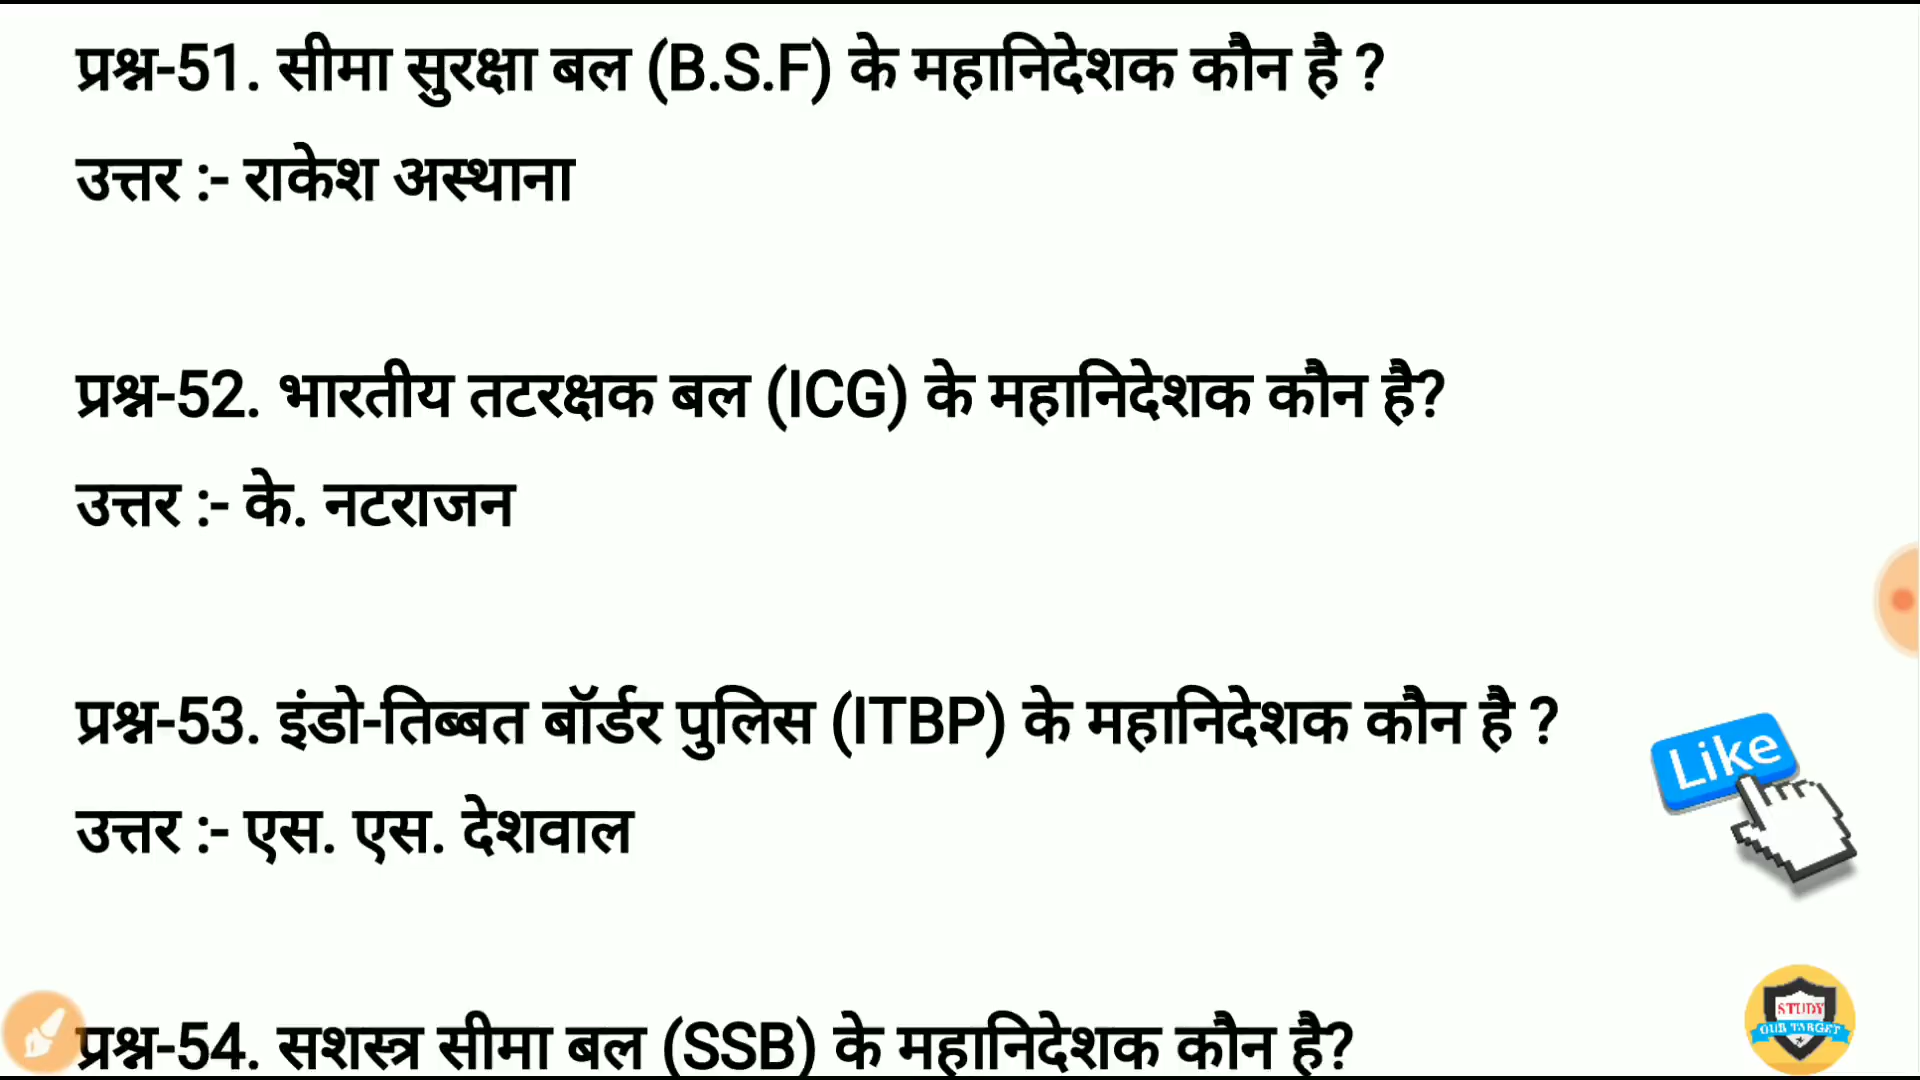 प्रश्न-51. सीमा सुरक्षा बल (B.S.F) के महानिदेशक कौन है ?
उत्तर :- राकेश अस्थाना
प्रश्न-52. भारतीय तटरक्षक बल (ICG) के महानिदेशक कौन है?
उत्तर :- के. नटराजन
प्रश्न-53. इंडो-तिब्बत बॉर्डर पुलिस (ITBP) के महानिदेशक कौन है ?
Like
उत्तर :- एस. एस. देशवाल
प्रश्न-54. सशस्त्र सीमा बल (SSB) के महानिदेशक कौन है?
STUDY
OUR TARGET